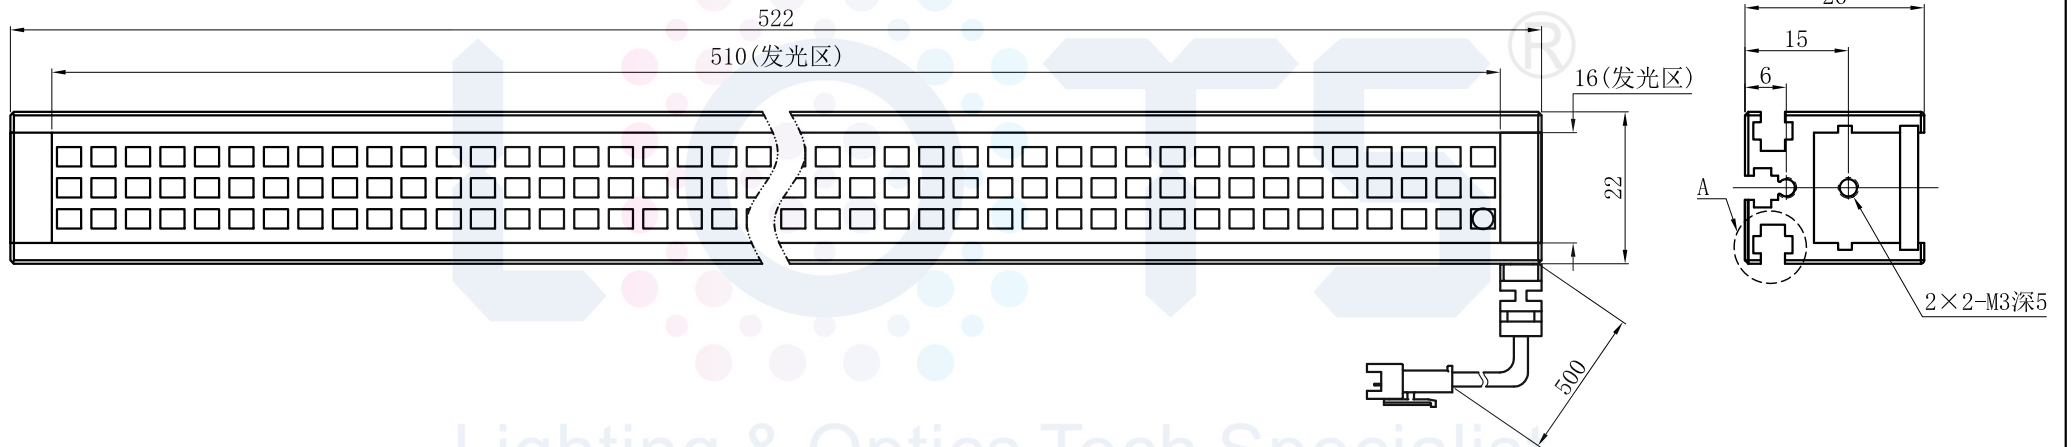 522
510(发光区)
16(发光区)
22
500
15
6
A
2×2-M3深5
LOTS
®
Lighting & Optics Tech Specialist